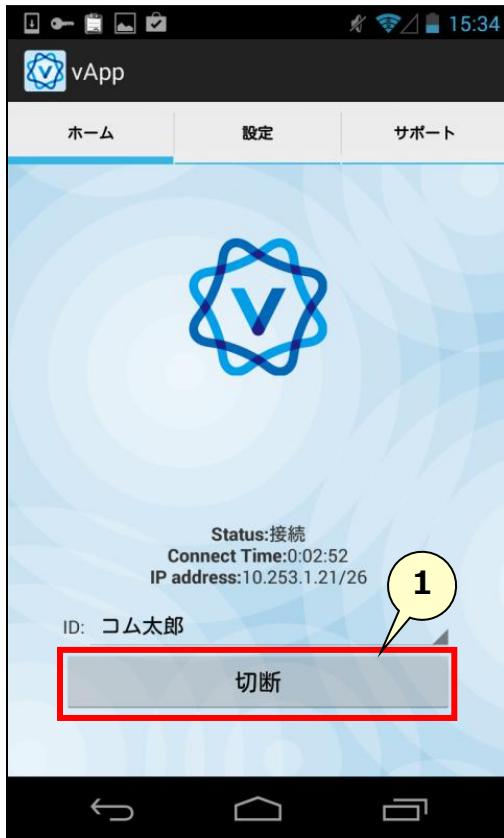 15:34
vApp
ホーム 設定 サポート
V
Status:接続
Connect Time:0:02:52
IP address:10.253.1.21/26
1
ID: コム太郎
切断